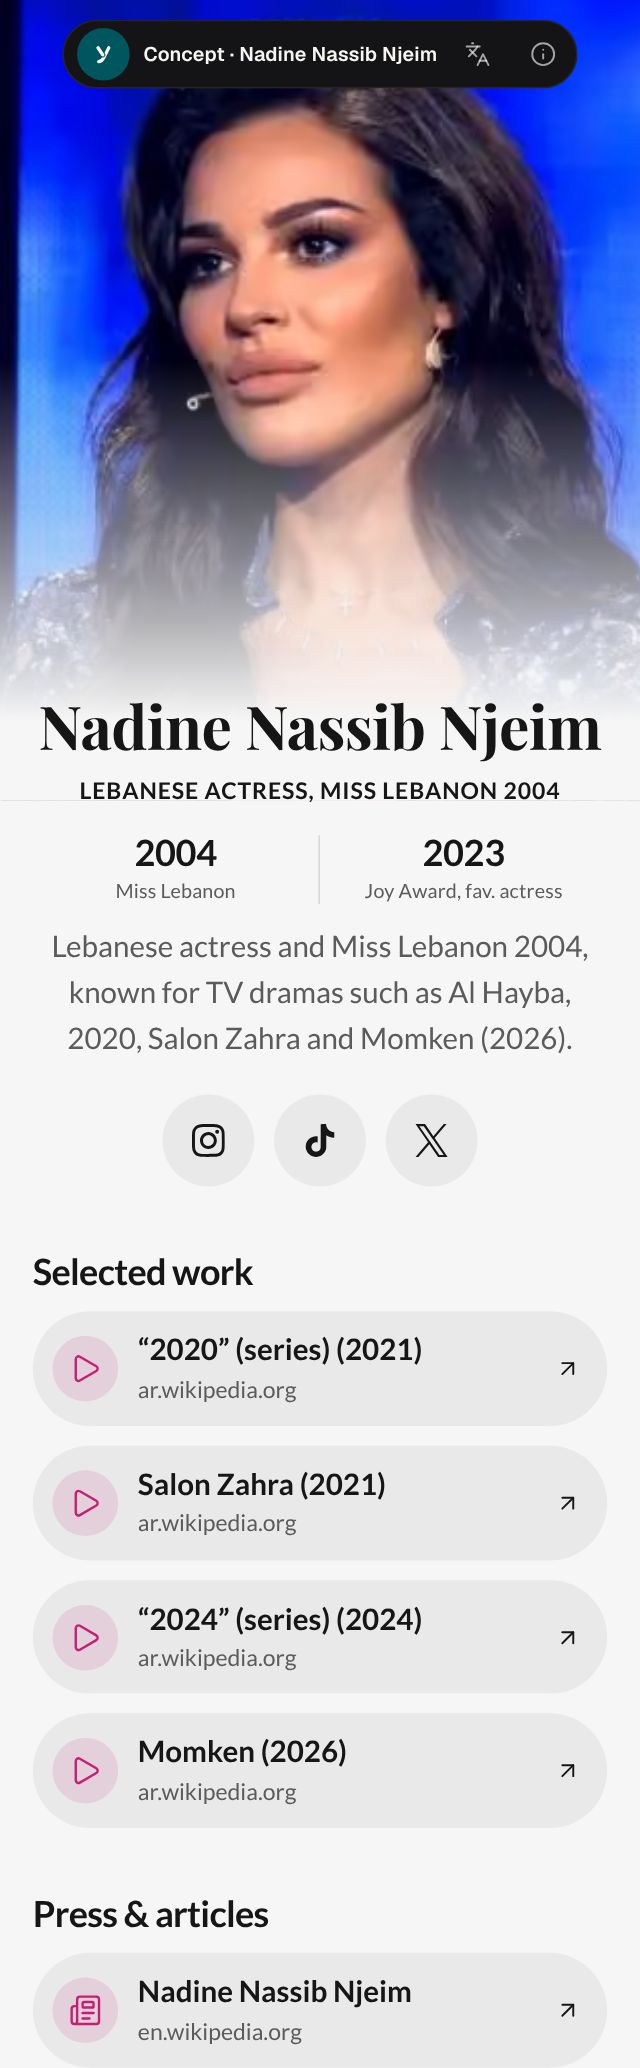 Concept · Nadine Nassib Njeim
Nadine Nassib Njeim
LEBANESE ACTRESS, MISS LEBANON 2004
2004
Miss Lebanon
2023
Joy Award, fav. actress
Lebanese actress and Miss Lebanon 2004,
known for TV dramas such as Al Hayba,
2020, Salon Zahra and Momken (2026).
Selected work
“2020” (series) (2021)
ar.wikipedia.org
Salon Zahra (2021)
ar.wikipedia.org
“2024” (series) (2024)
ar.wikipedia.org
Momken (2026)
ar.wikipedia.org
Press & articles
Nadine Nassib Njeim
en.wikipedia.org